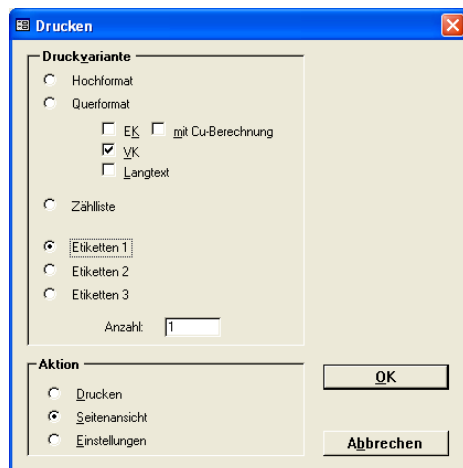 Drucken
Druckvariante
Hochformat
Querformat
EK mit Cu-Berechnung
VK
Langtext
Zählliste
Etiketten 1
Etiketten 2
Etiketten 3
Anzahl: 1
Aktion
Drucken
Seitenansicht
Einstellungen
OK
Abbrechen